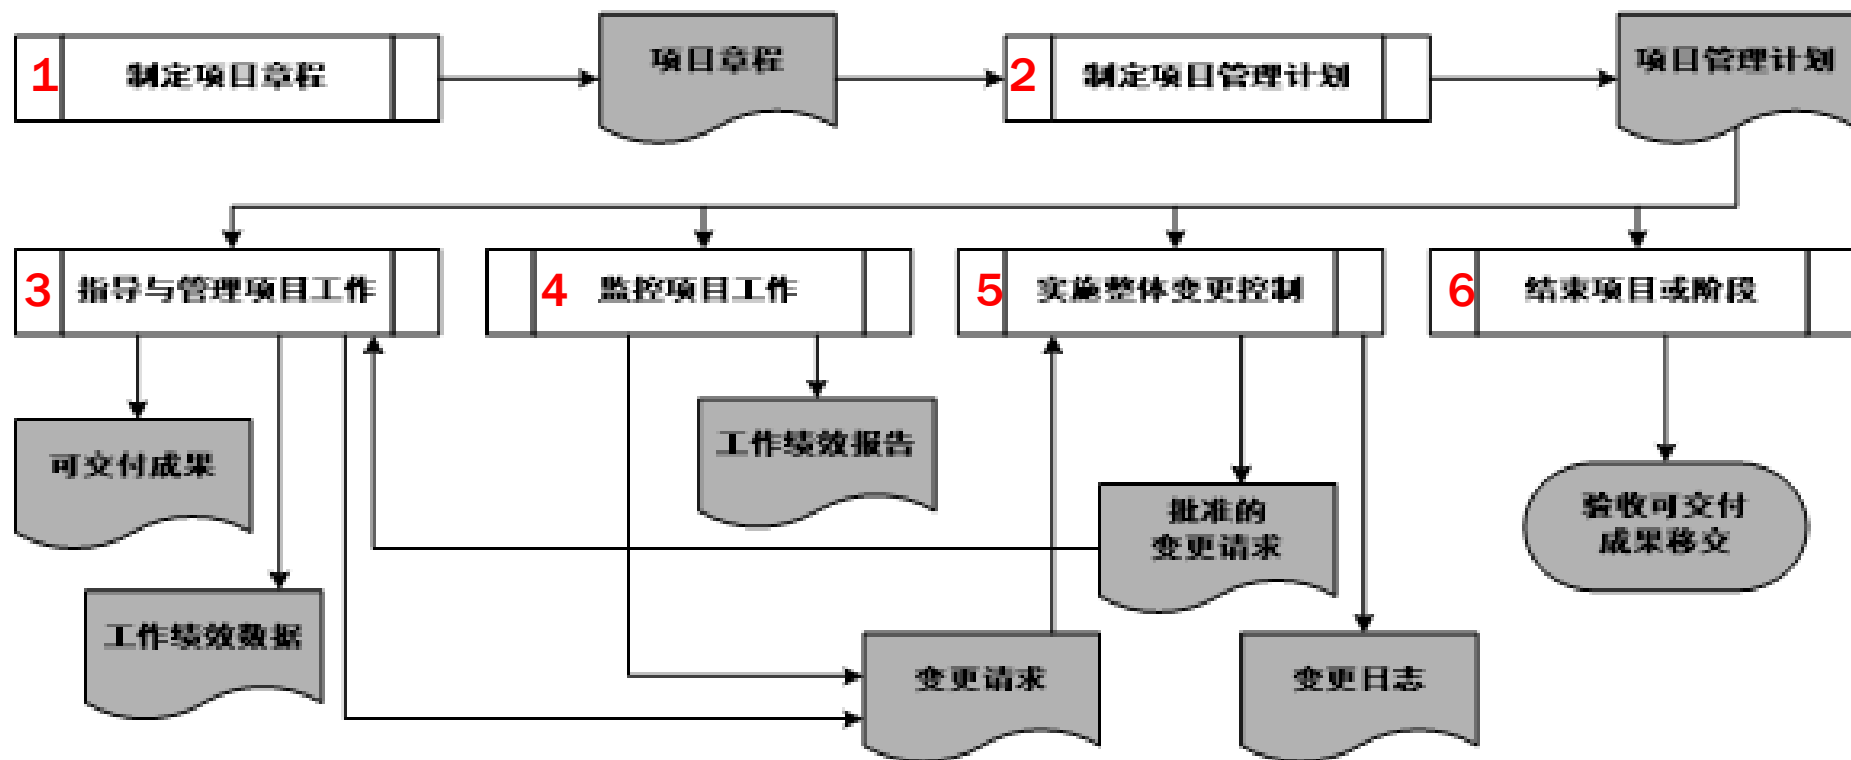 1 制定项目章程
项目章程
2 制定项目管理计划
项目管理计划
3 指导与管理项目工作
4 监控项目工作
5 实施整体变更控制
6 结束项目或阶段
可交付成果
工作绩效报告
批准的
变更请求
验收可交付
成果移交
工作绩效数据
变更请求
变更日志